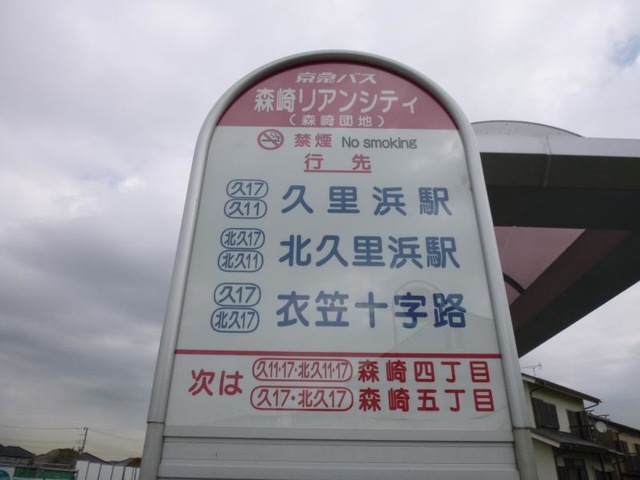 京急バス
森崎リアンシティ
(森崎団地)
禁煙 No smoking
行先
久17
久11 久里浜駅
北久17
北久11 北久里浜駅
久17
北久17 衣笠十字路
次は 久11・17・北久11・17 森崎四丁目
久17・北久17 森崎五丁目